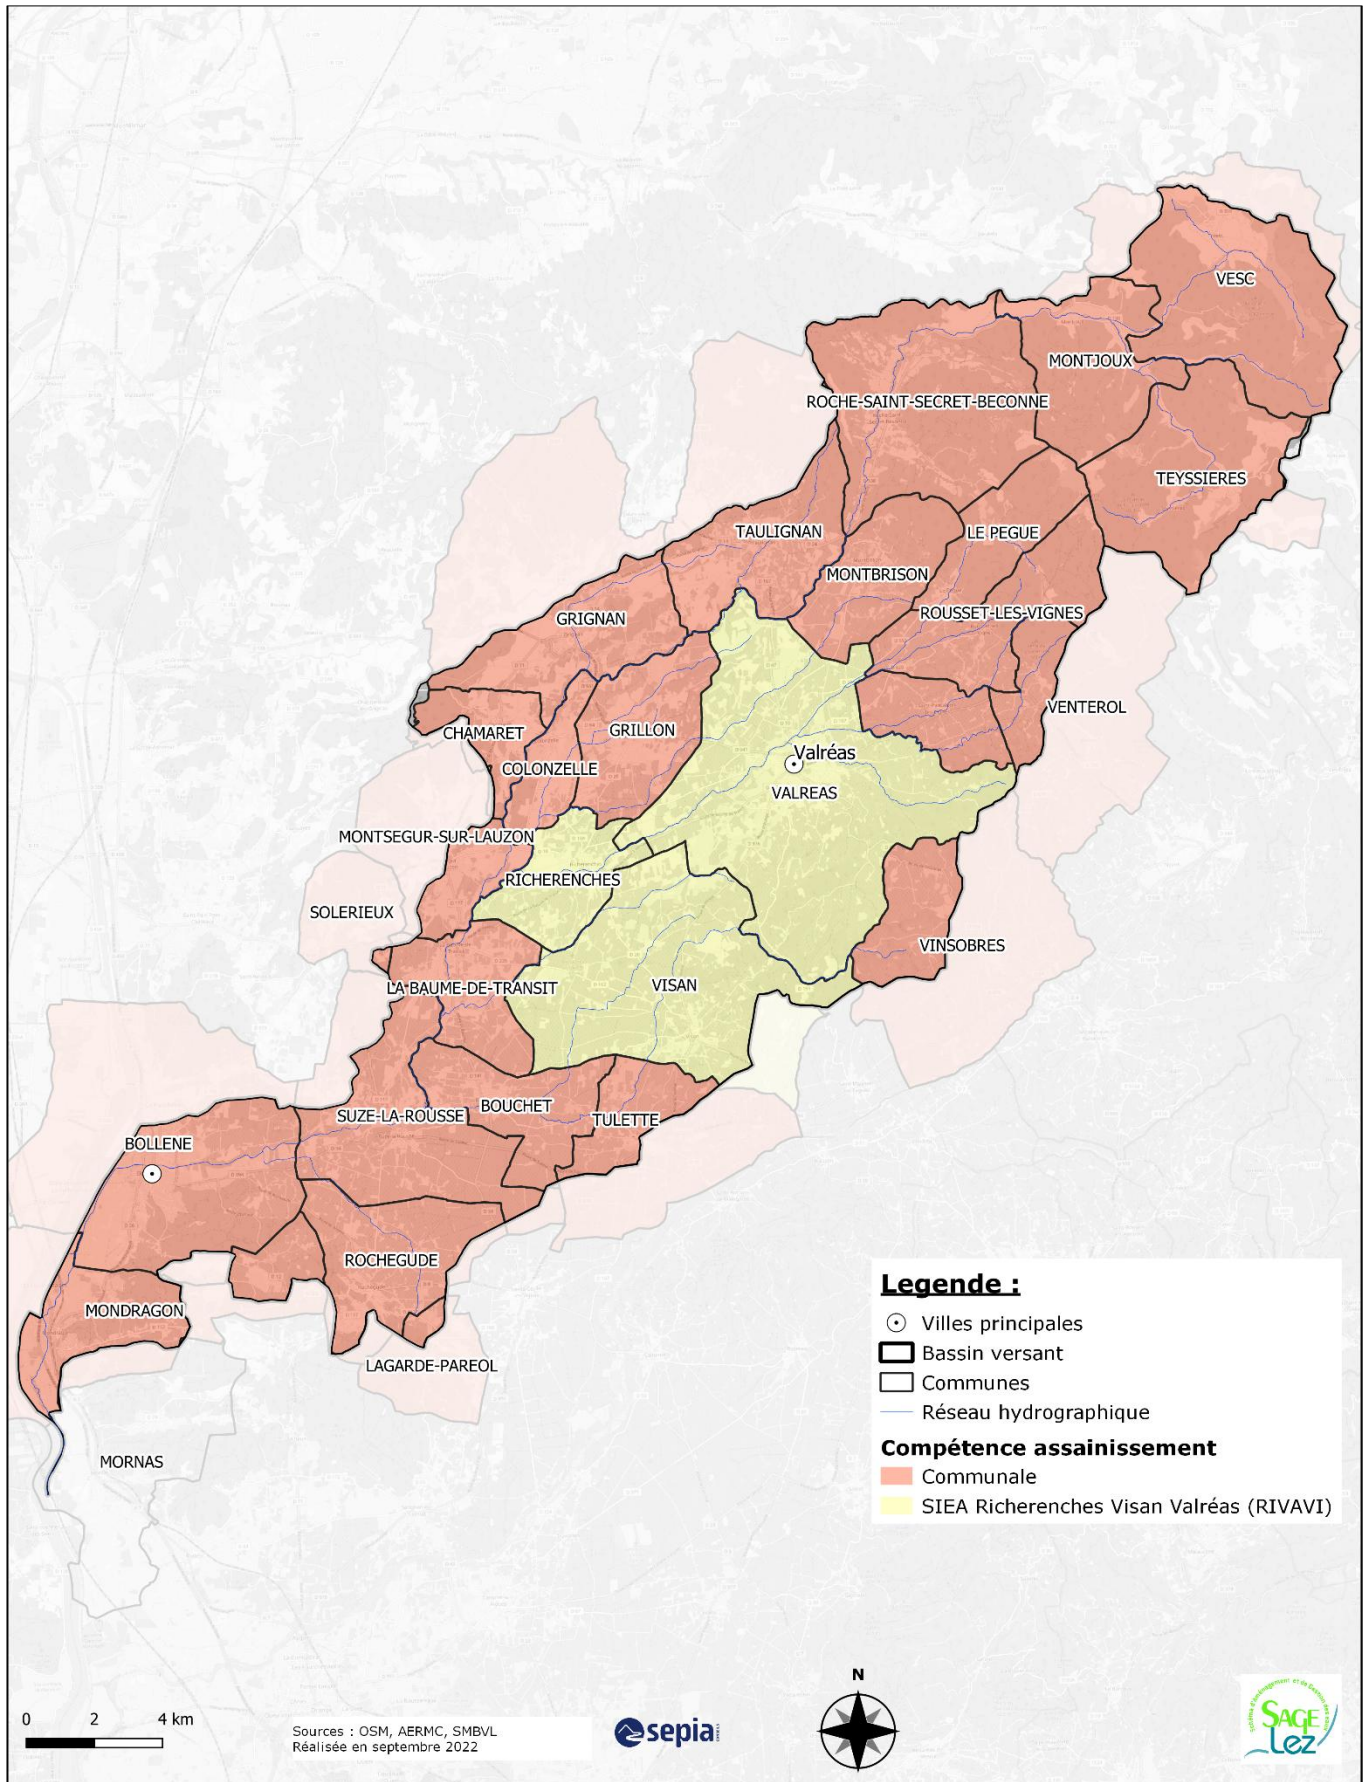 VESC
MONTJOUX
ROCHE-SAINT-SECRET-BECONNE
TEYSSIERES
TAULIGNAN
LE PEGUE
MONTBRISON
ROUSSET-LES-VIGNES
GRIGNAN
VENTEROL
CHAMARET
GRILLON
Valréas
COLONZELLE
VALREAS
MONTSEGUR-SUR-LAUZON
RICHERENCHES
SOLERIEUX
VINSOBRES
LA BAUME-DE-TRANSIT
VISAN
BOUCHET
SUZE-LA-ROUSSE
TULETTE
BOLLENE
ROCHEGUDE
MONDRAGON
LAGARDE-PAREOL
MORNAS
Legende :
Villes principales
Bassin versant
Communes
Réseau hydrographique
Compétence assainissement
Communale
SIEA Richerenches Visan Valréas (RIVAVI)
0 2 4 km
Sources : OSM, AERMC, SMBVL
Réalisée en septembre 2022
sepia
N
SAGE
Lez